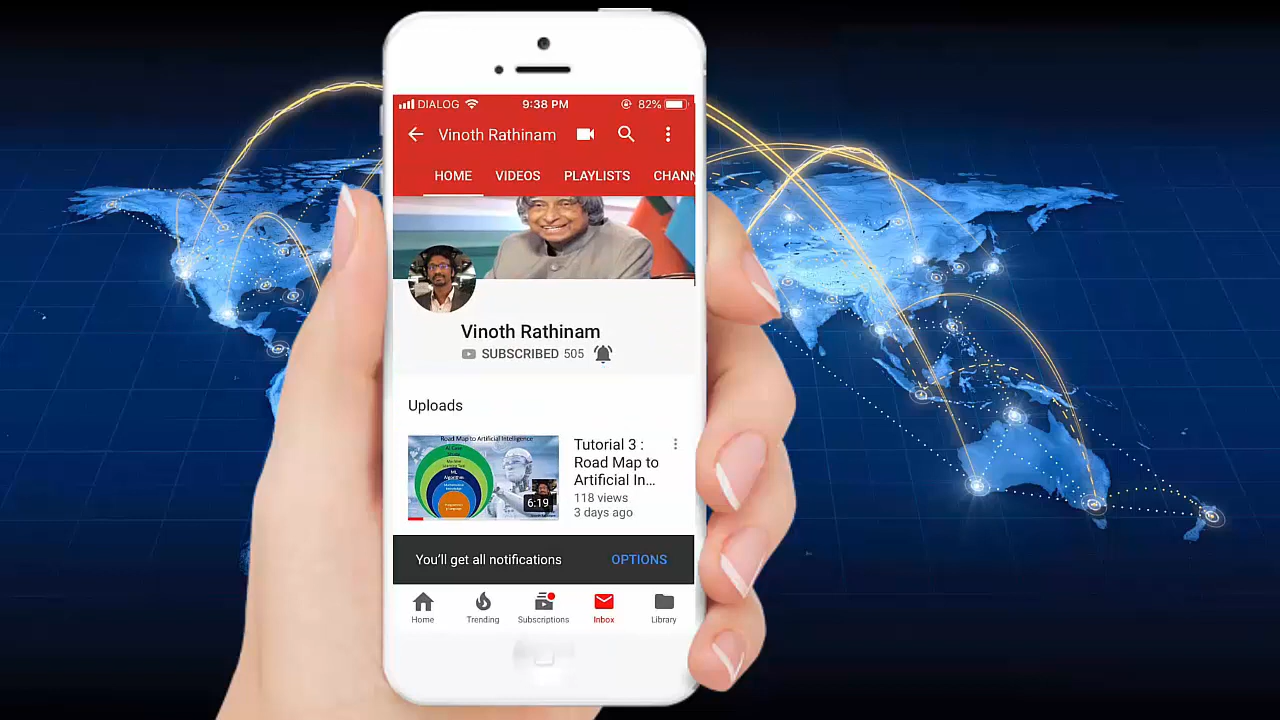 DIALOG 9:38 PM 82%
Vinoth Rathinam
HOME VIDEOS PLAYLISTS CHANN
Vinoth Rathinam
SUBSCRIBED 505
Uploads
Road Map to Artificial Intelligence
Tutorial 3 :
Road Map to
Artificial In...
118 views
3 days ago
ML
Algorithm
6:19
You'll get all notifications OPTIONS
Home Trending Subscriptions Inbox Library